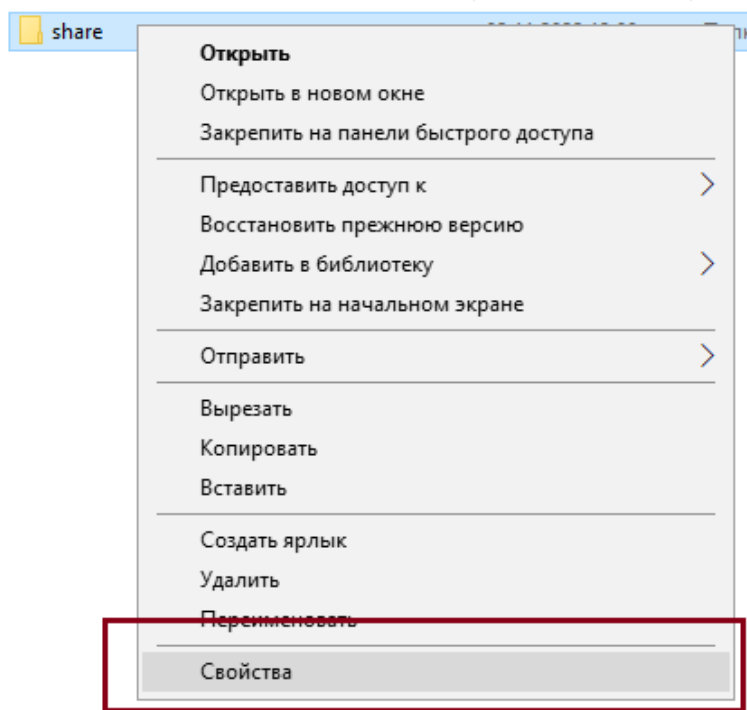 share
Открыть
Открыть в новом окне
Закрепить на панели быстрого доступа
Предоставить доступ к
Восстановить прежнюю версию
Добавить в библиотеку
Закрепить на начальном экране
Отправить
Вырезать
Копировать
Вставить
Создать ярлык
Удалить
Переименовать
Свойства